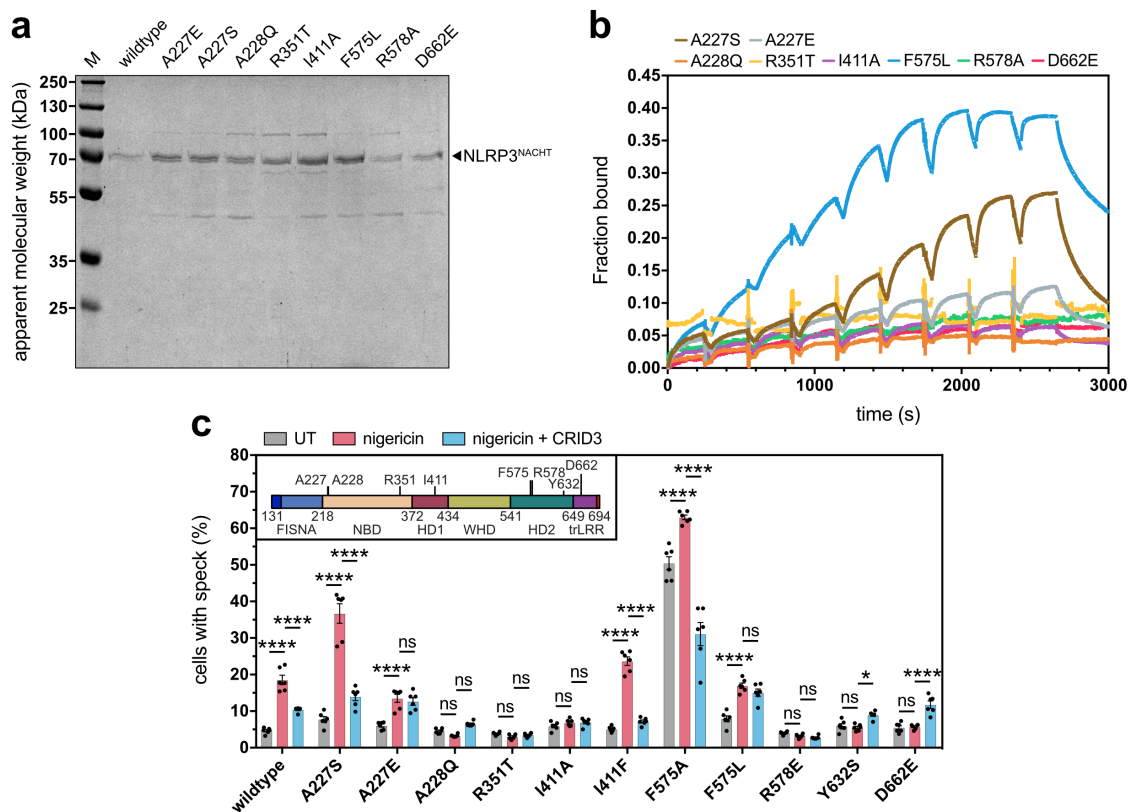 a
M wildtype A227E A227S A228Q R351T I411A F575L R578A D662E
apparent molecular weight (kDa)
250
130
100
70
55
35
25
NLRP3NACHT
b
A227S A227E
A228Q R351T I411A F575L R578A D662E
Fraction bound
0.45
0.40
0.35
0.30
0.25
0.20
0.15
0.10
0.05
0.00
0 1000 2000 3000
time (s)
c
UT nigericin nigericin + CRID3
cells with speck (%)
80
70
60
50
40
30
20
10
0
A227 A228 R351 I411 F575 R578 Y632 D662
131 218 372 434 541 649 694
FISNA NBD HD1 WHD HD2 trLRR
**** ****
**** ****
**** ns
ns ns
ns ns
ns ns
**** ****
**** ****
**** ns
ns ns
ns *
ns ****
wildtype A227S A227E A228Q R351T I411A I411F F575A F575L R578E Y632S D662E